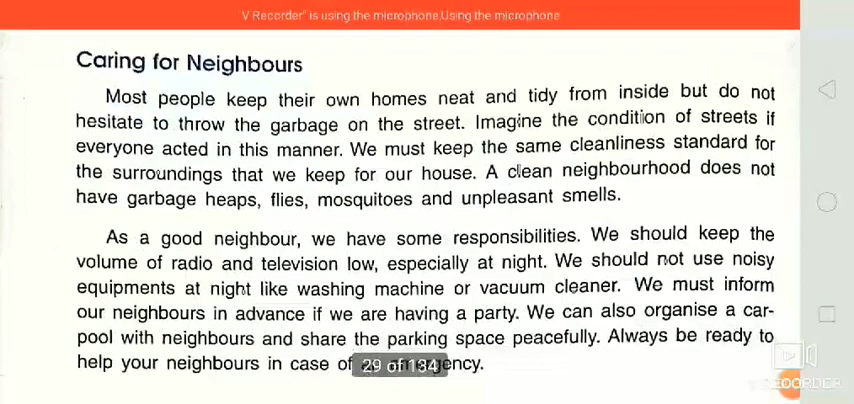 V Recorder" is using the microphone.Using the microphone
Caring for Neighbours
Most people keep their own homes neat and tidy from inside but do not
hesitate to throw the garbage on the street. Imagine the condition of streets if
everyone acted in this manner. We must keep the same cleanliness standard for
the surroundings that we keep for our house. A clean neighbourhood does not
have garbage heaps, flies, mosquitoes and unpleasant smells.
As a good neighbour, we have some responsibilities. We should keep the
volume of radio and television low, especially at night. We should not use noisy
equipments at night like washing machine or vacuum cleaner. We must inform
our neighbours in advance if we are having a party. We can also organise a car-
pool with neighbours and share the parking space peacefully. Always be ready to
help your neighbours in case of emergency.
29 of 134